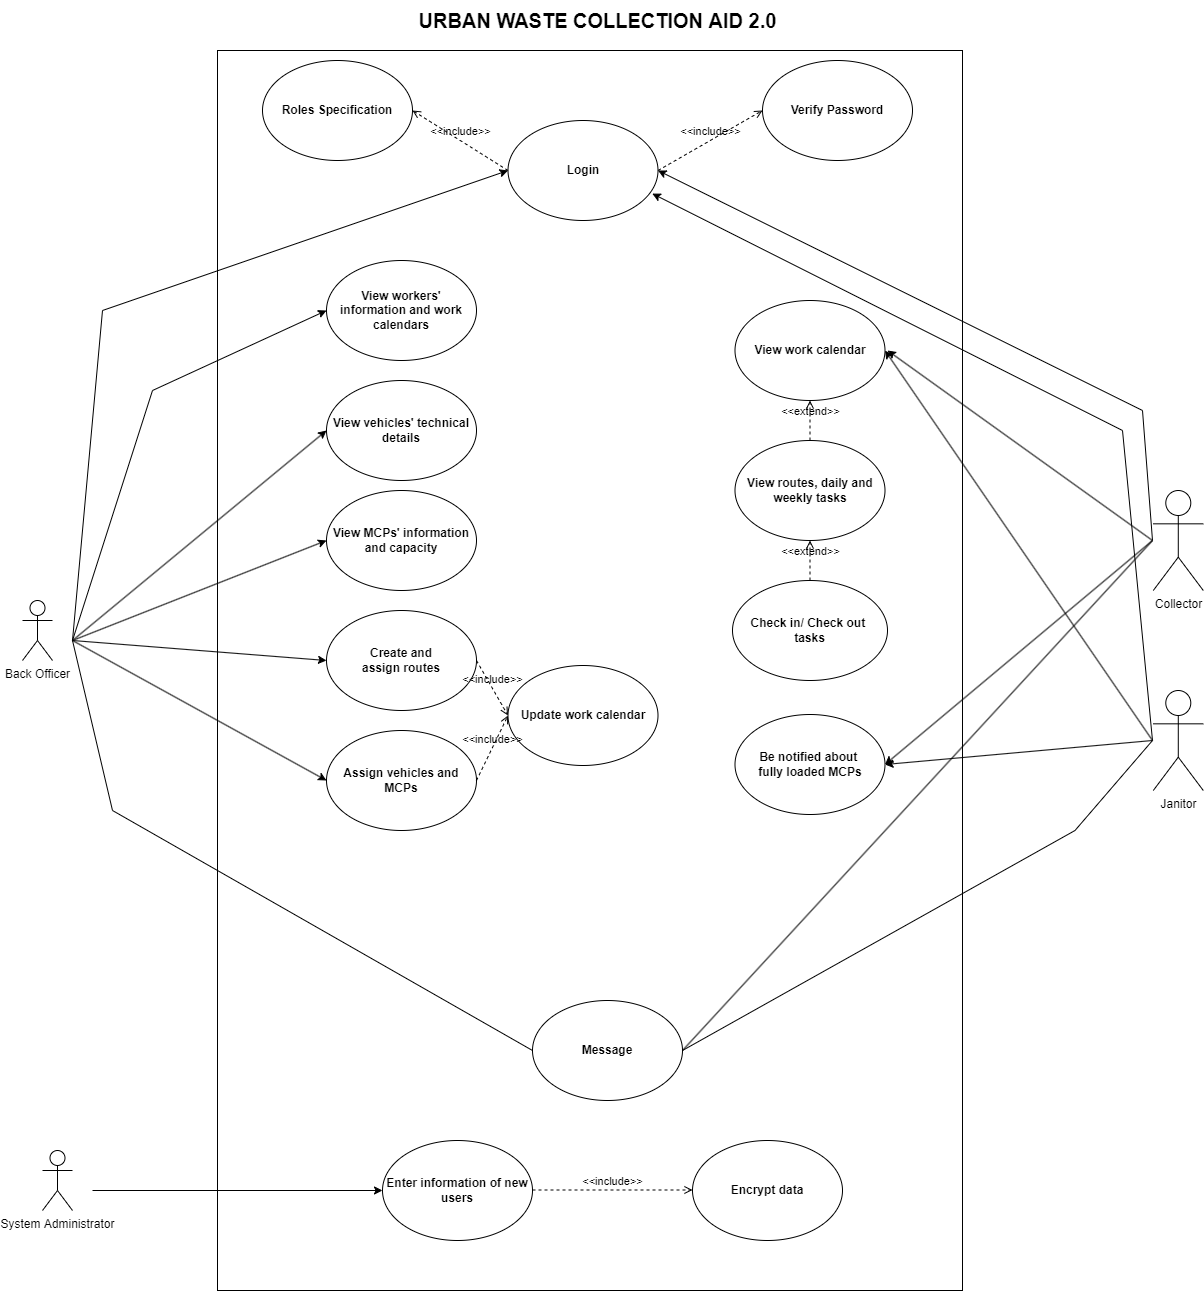 URBAN WASTE COLLECTION AID 2.0
Roles Specification
<<include>>
<<include>>
Verify Password
Login
View workers'
information and work
calendars
View work calendar
<<extend>>
View vehicles' technical
details
View routes, daily and
weekly tasks
<<extend>>
View MCPs' information
and capacity
Collector
Check in/ Check out
tasks
Back Officer
Create and
assign routes
<<include>>
Update work calendar
<<include>>
Assign vehicles and
MCPs
Be notified about
fully loaded MCPs
Janitor
Message
System Administrator
Enter information of new
users
<<include>>
Encrypt data